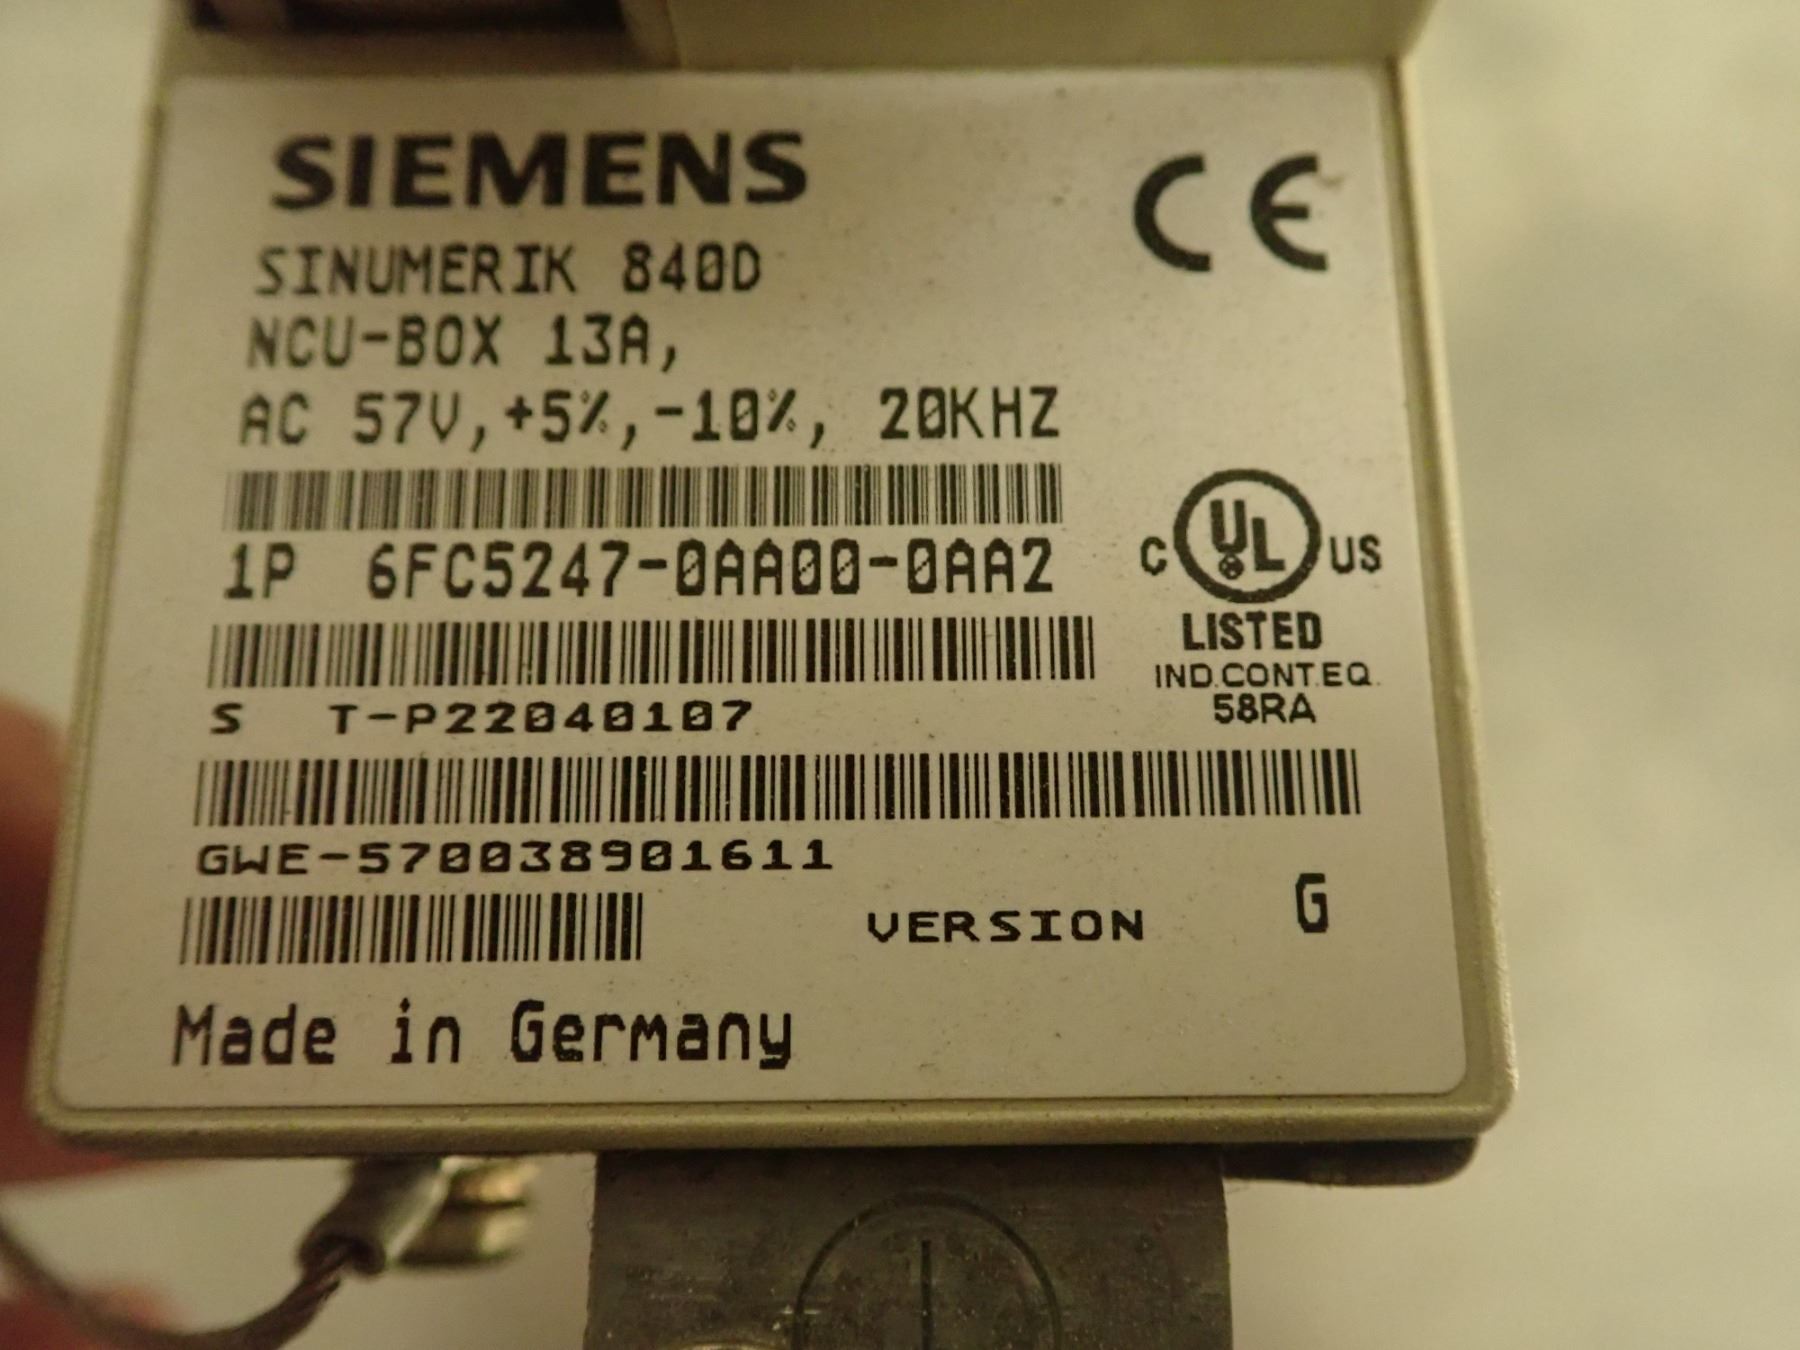 SIEMENS
CE
SINUMERIK 840D
NCU-BOX 13A,
AC 57V,+5%,-10%, 20KHZ
1P 6FC5247-0AA00-0AA2
C UL US
LISTED
IND.CONT.EQ.
58RA
S T-P22040107
GWE-570038901611
VERSION G
Made in Germany